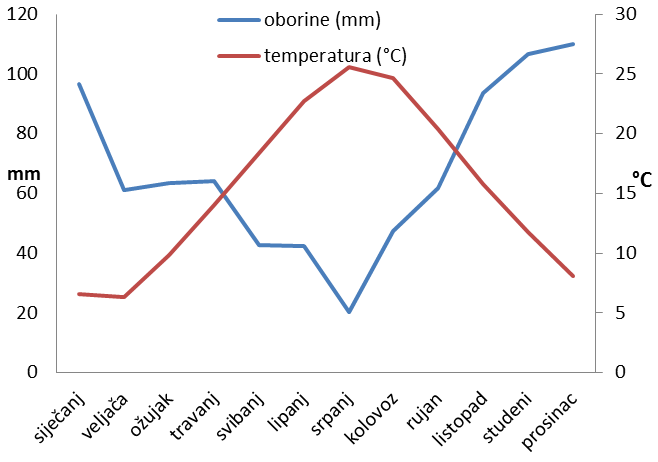 oborine (mm)
temperatura (°C)
120
100
80
60
40
20
0
mm
30
25
20
15
10
5
0
°C
siječanj
veljača
ožujak
travanj
svibanj
lipanj
srpanj
kolovoz
rujan
listopad
studeni
prosinac